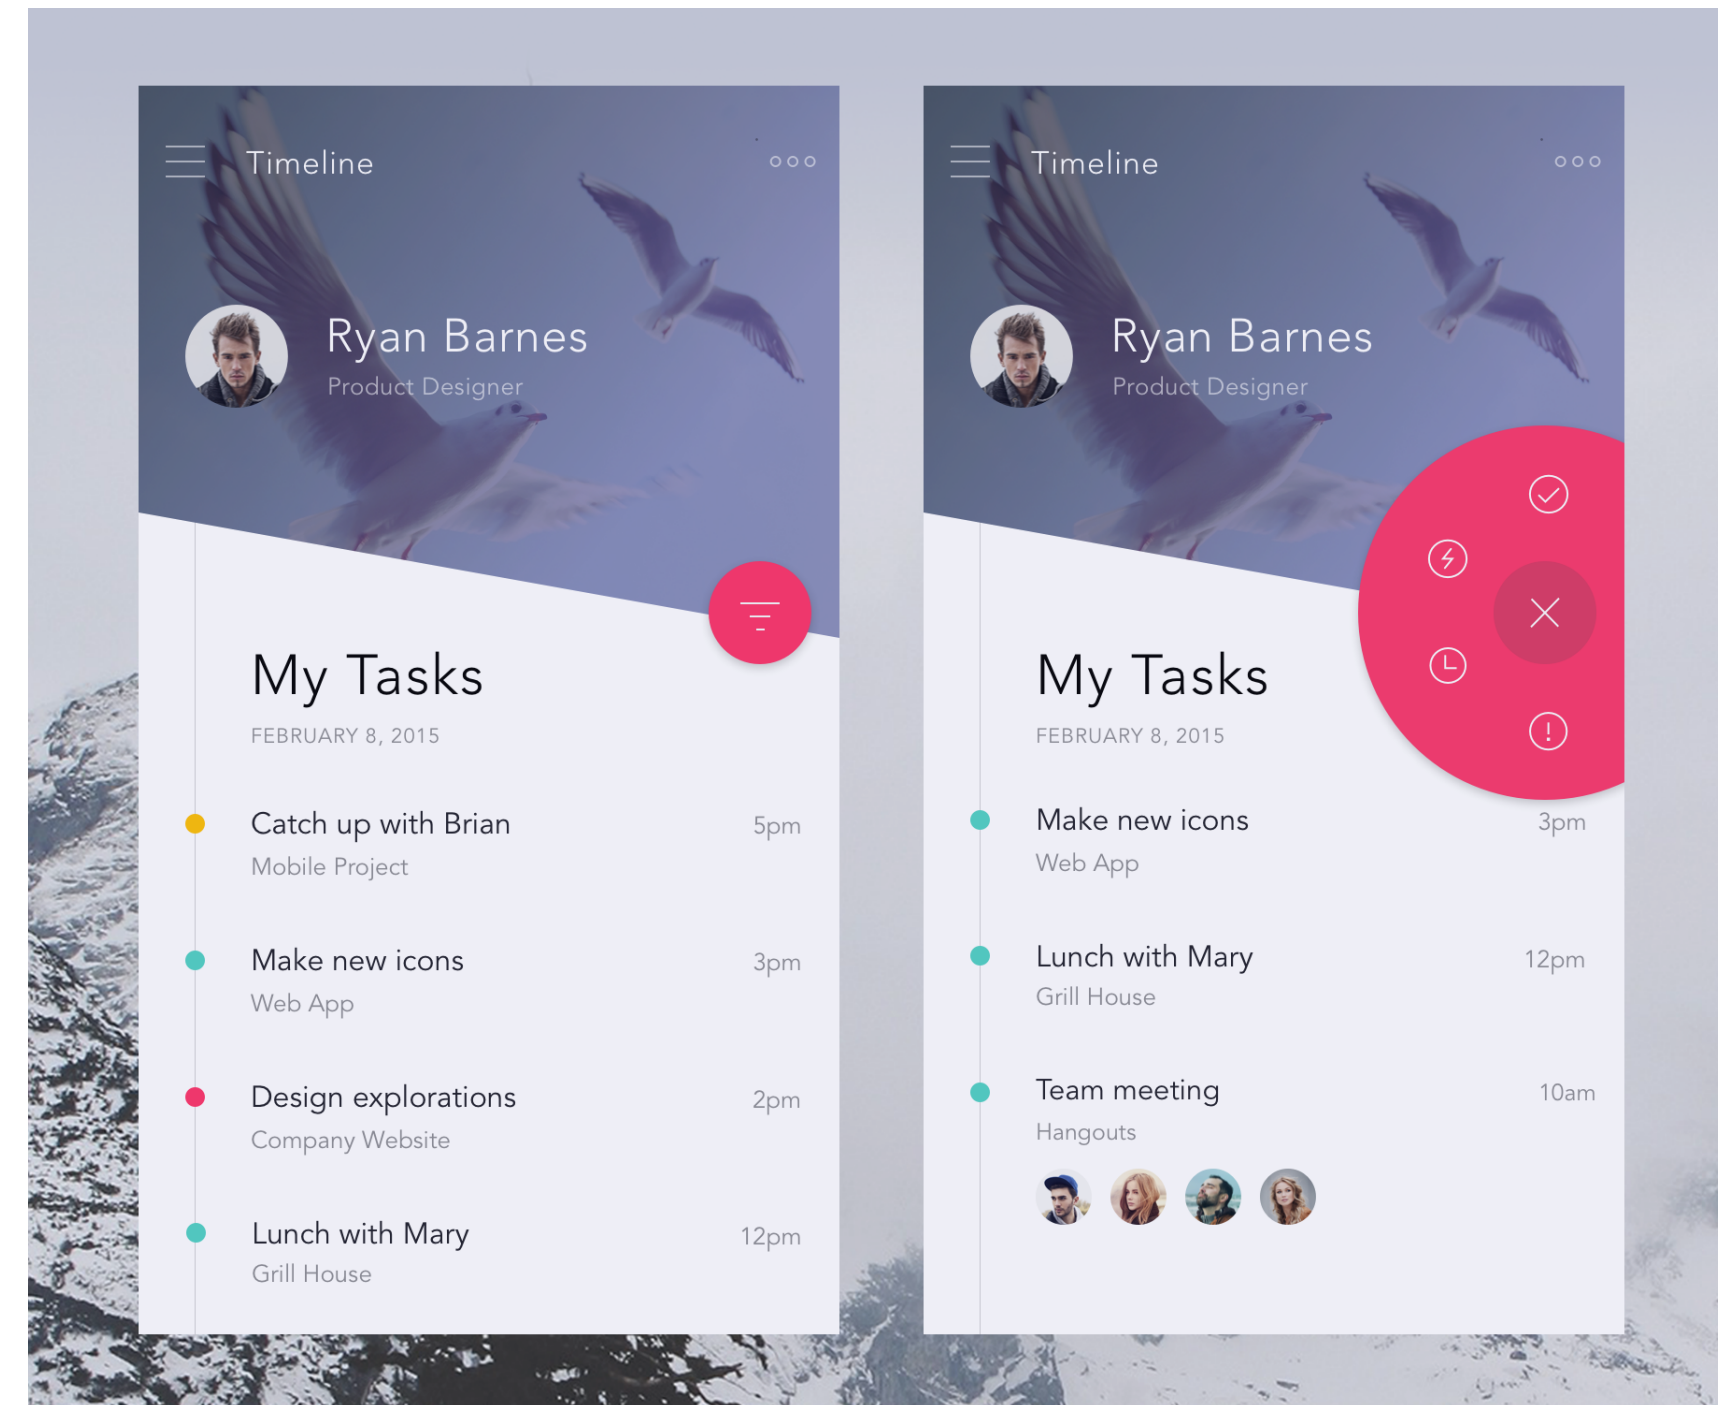 Timeline
Ryan Barnes
Product Designer
My Tasks
FEBRUARY 8, 2015
Catch up with Brian 5pm
Mobile Project
Make new icons 3pm
Web App
Design explorations 2pm
Company Website
Lunch with Mary 12pm
Grill House
Timeline
Ryan Barnes
Product Designer
My Tasks
FEBRUARY 8, 2015
Make new icons 3pm
Web App
Lunch with Mary 12pm
Grill House
Team meeting 10am
Hangouts